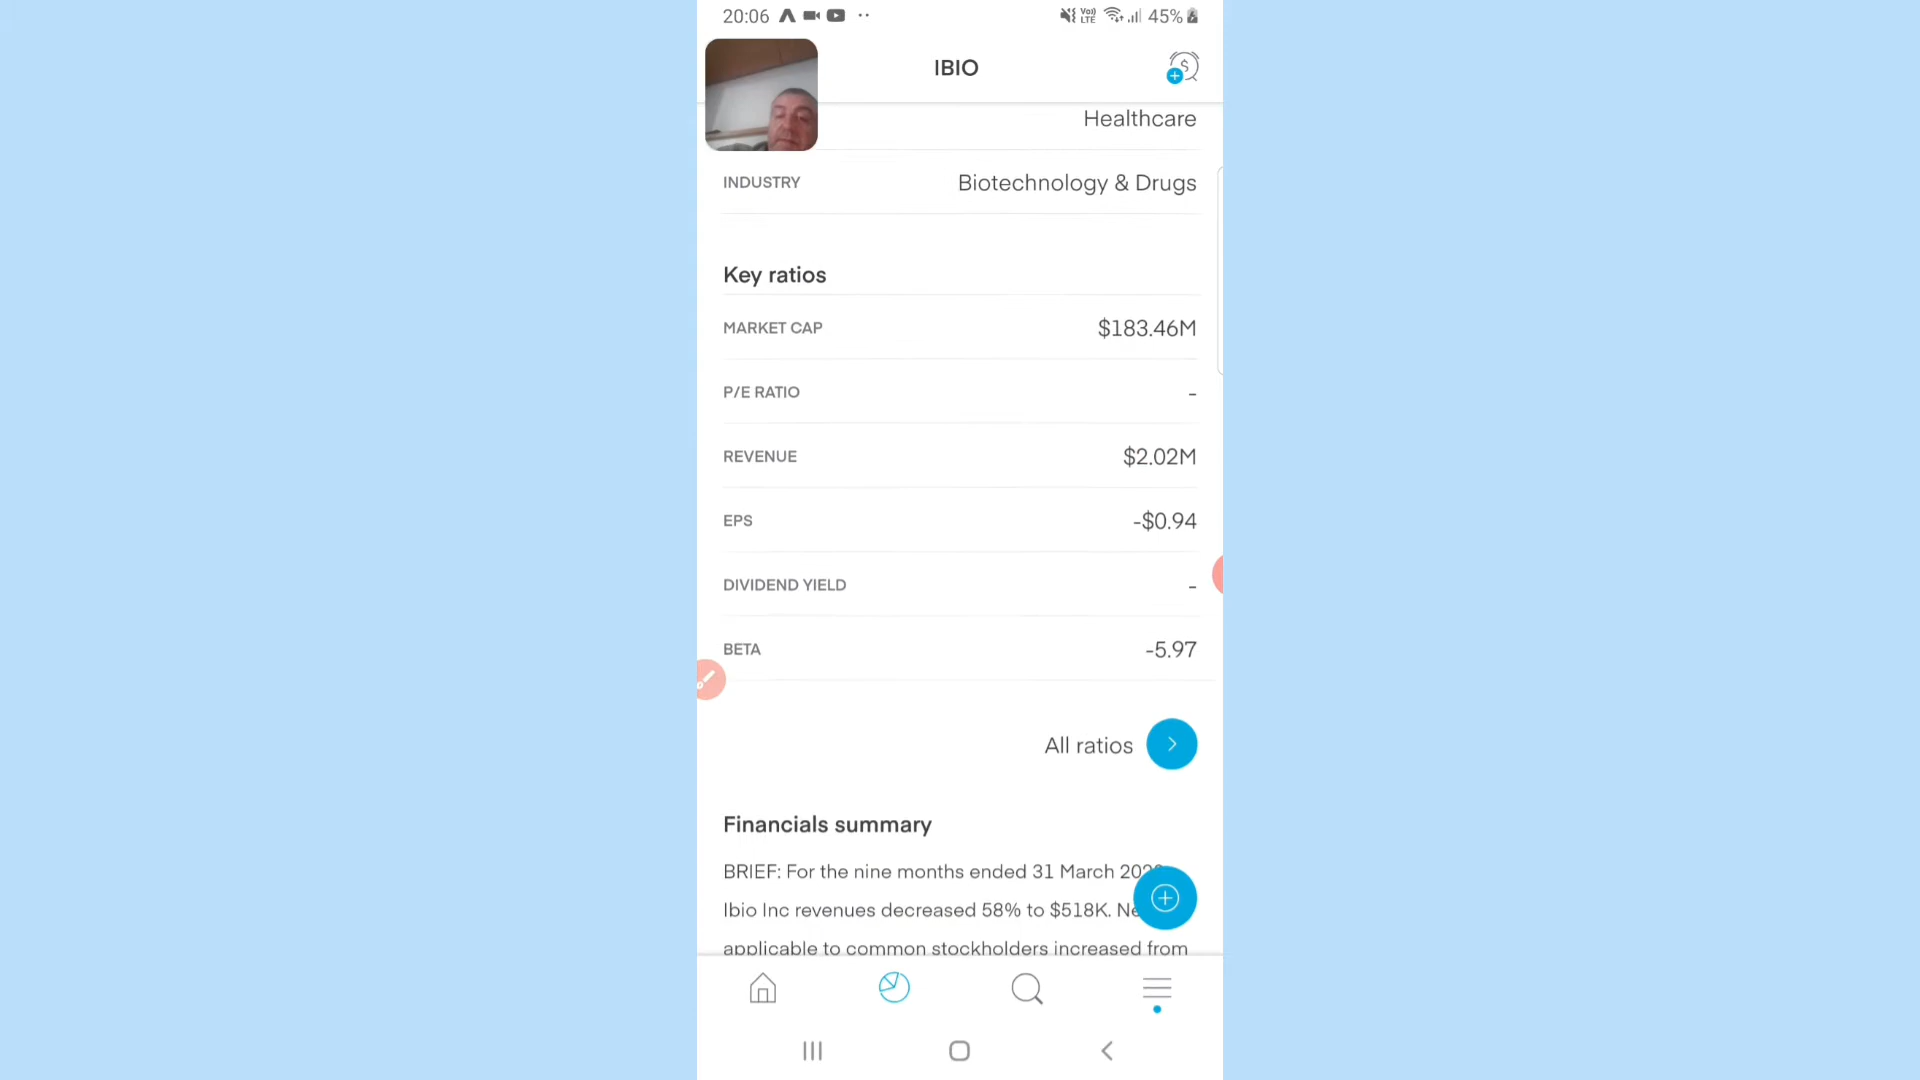 20:06
Vo)) LTE 45%
IBIO
Healthcare
INDUSTRY Biotechnology & Drugs
Key ratios
MARKET CAP $183.46M
P/E RATIO -
REVENUE $2.02M
EPS -$0.94
DIVIDEND YIELD -
BETA -5.97
All ratios
Financials summary
BRIEF: For the nine months ended 31 March
Ibio Inc revenues decreased 58% to $518K.
applicable to common stockholders increased from